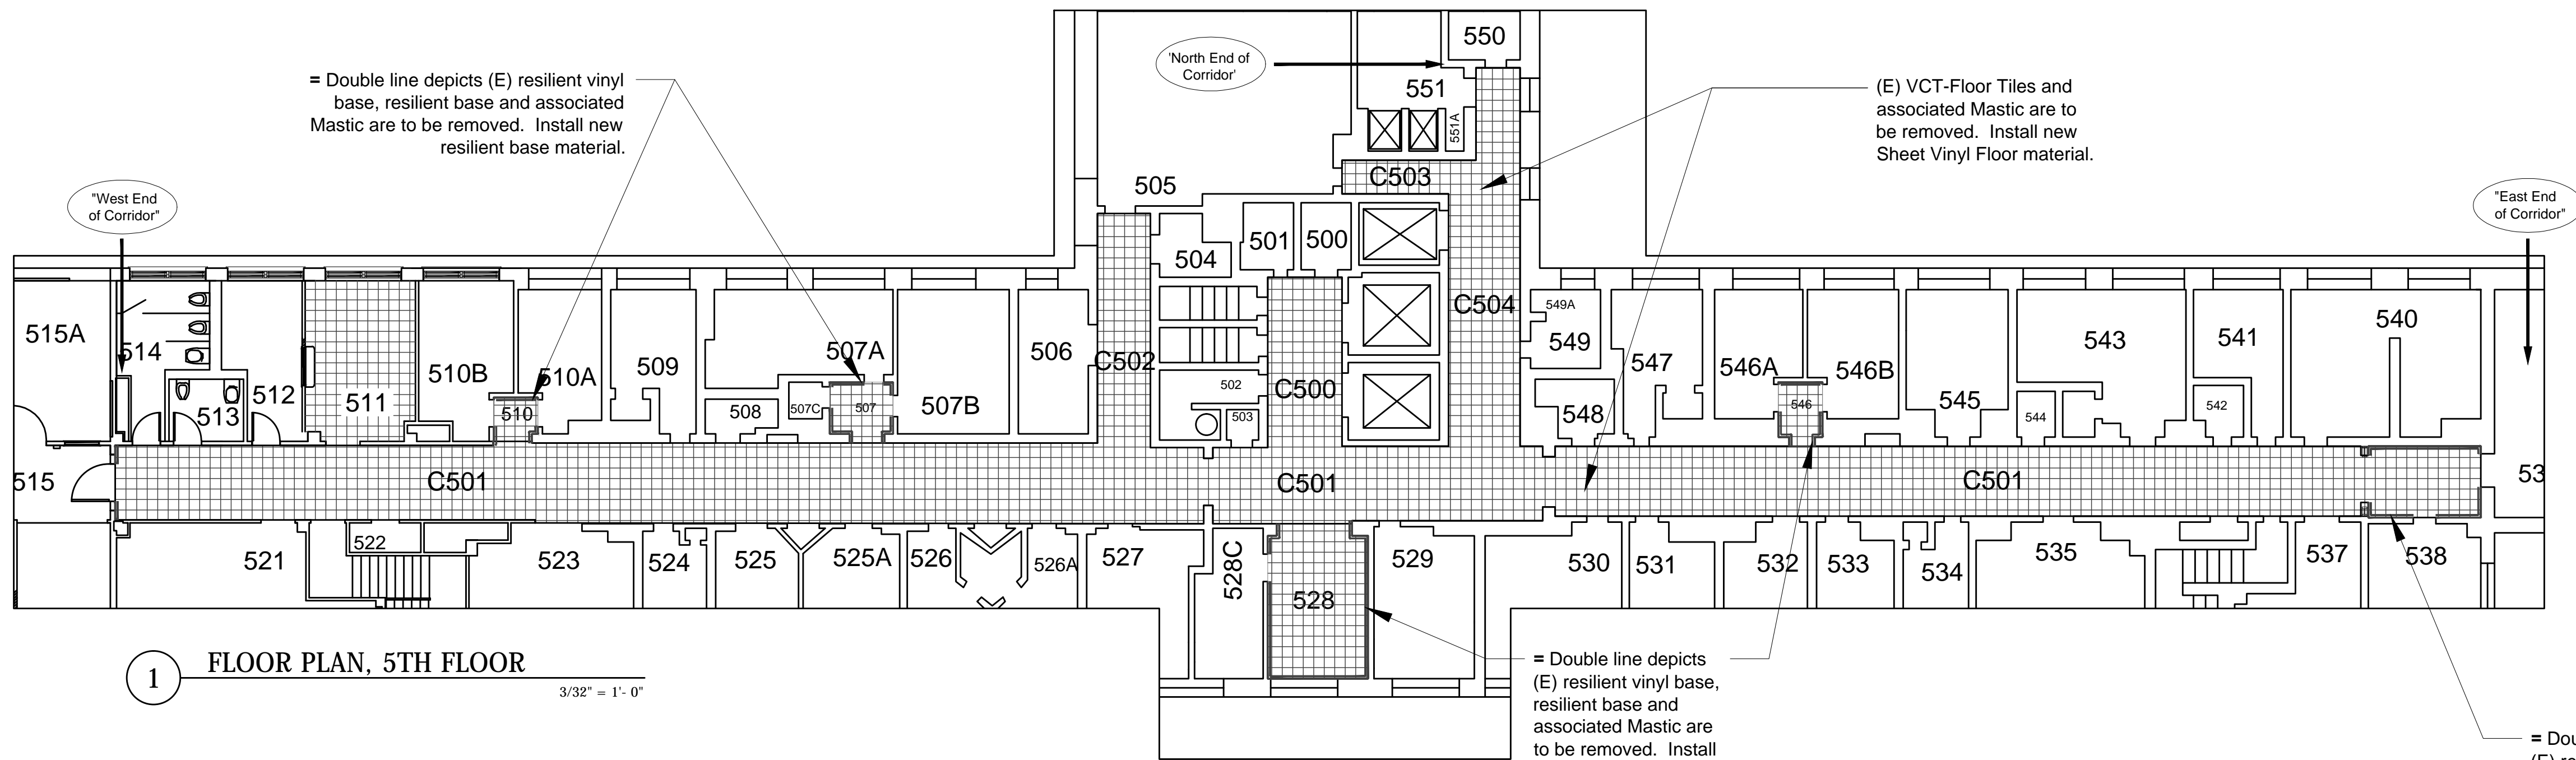 550
'North End of
Corridor'
= Double line depicts (E) resilient vinyl
base, resilient base and associated
Mastic are to be removed. Install new
resilient base material.
551
551A
(E) VCT-Floor Tiles and
associated Mastic are to
be removed. Install new
Sheet Vinyl Floor material.
"West End
of Corridor"
"East End
of Corridor"
505
C503
504
501
500
515A
514
513
512
511
510B
510
510A
509
508
507A
507C
507
507B
506
C502
502
503
C500
C504
549A
549
548
547
546A
546
546B
545
544
543
542
541
540
515
C501
C501
C501
53
521
522
523
524
525
525A
526
526A
527
528C
528
529
530
531
532
533
534
535
537
538
1
FLOOR PLAN, 5TH FLOOR
3/32" = 1'- 0"
= Double line depicts
(E) resilient vinyl base,
resilient base and
associated Mastic are
to be removed. Install
= Dou